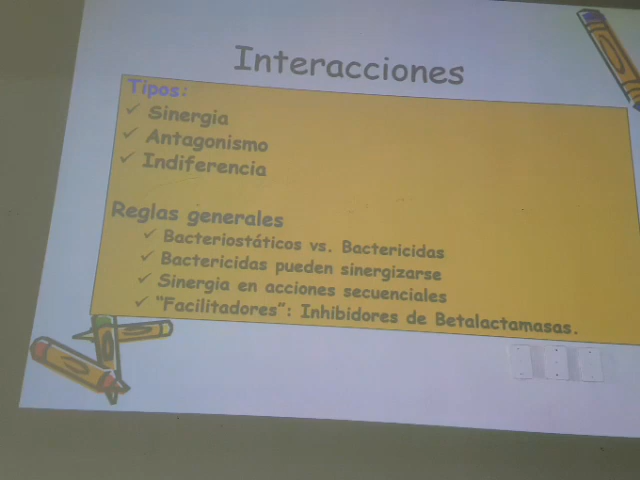 Interacciones
Tipos:
✓ Sinergia
✓ Antagonismo
✓ Indiferencia
Reglas generales
✓ Bacteriostáticos vs. Bactericidas
✓ Bactericidas pueden sinergizarse
✓ Sinergia en acciones secuenciales
✓ "Facilitadores": Inhibidores de Betalactamasas.